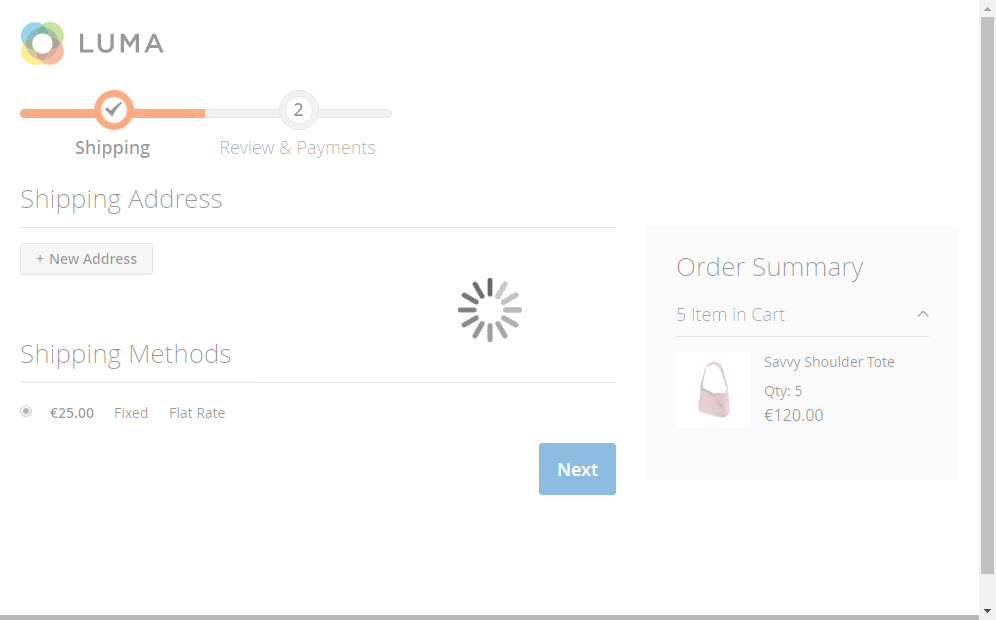 LUMA
2
Shipping
Review & Payments
Shipping Address
+ New Address
Shipping Methods
€25.00 Fixed Flat Rate
Next
Order Summary
5 Item in Cart
Savvy Shoulder Tote
Qty: 5
€120.00